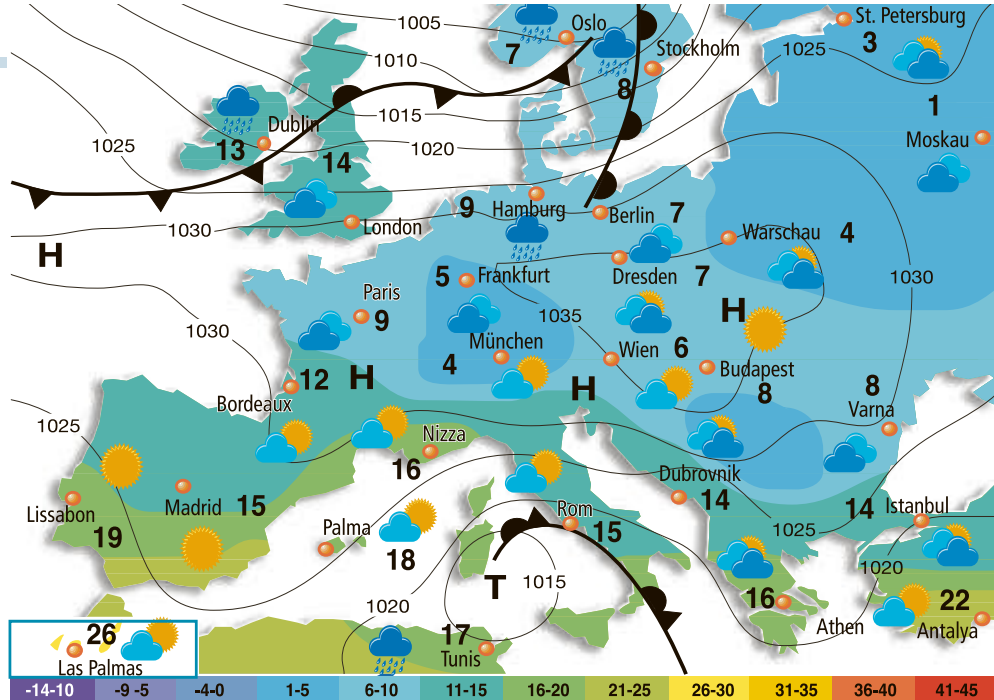 1005
Oslo
St. Petersburg
7
Stockholm
3
1025
1010
8
1
1015
Dublin
1020
Moskau
13
14
1025
9
Hamburg
Berlin
7
1030
London
Warschau
4
H
5
Frankfurt
Dresden
7
1030
Paris
9
1035
H
1030
München
4
Wien
6
Budapest
12
H
H
8
8
Bordeaux
Varna
1025
Nizza
16
Dubrovnik
14
Madrid
15
Lissabon
19
Palma
18
Rom
15
1025
14
Istanbul
T
1015
1020
1020
16
Athen
22
Antalya
26
Las Palmas
17
Tunis
-14-10
-9 -5
-4-0
1-5
6-10
11-15
16-20
21-25
26-30
31-35
36-40
41-45